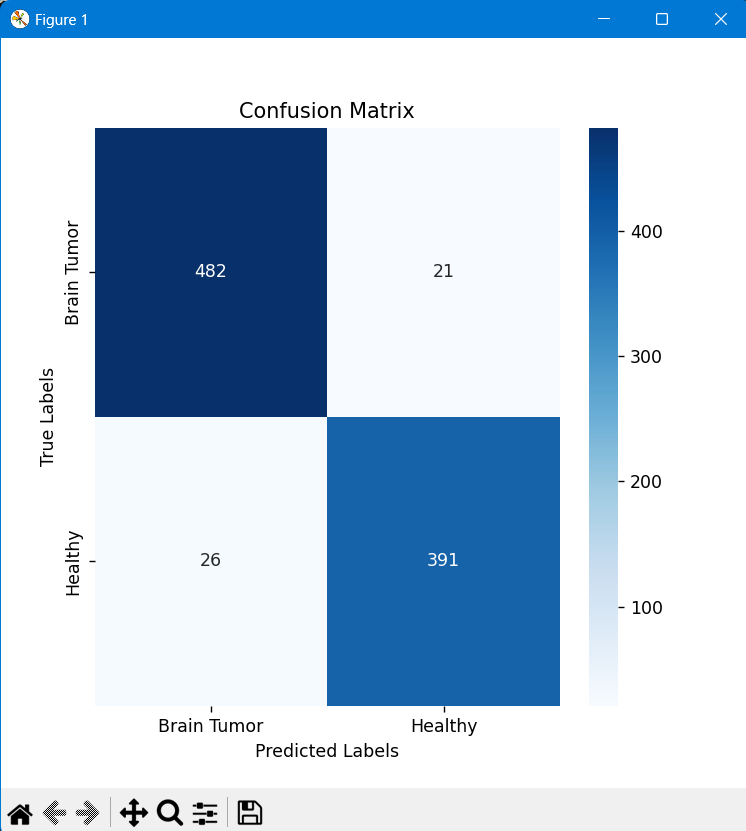 Figure 1
Confusion Matrix
Brain Tumor
Healthy
True Labels
482
21
26
391
Brain Tumor
Healthy
Predicted Labels
400
300
200
100